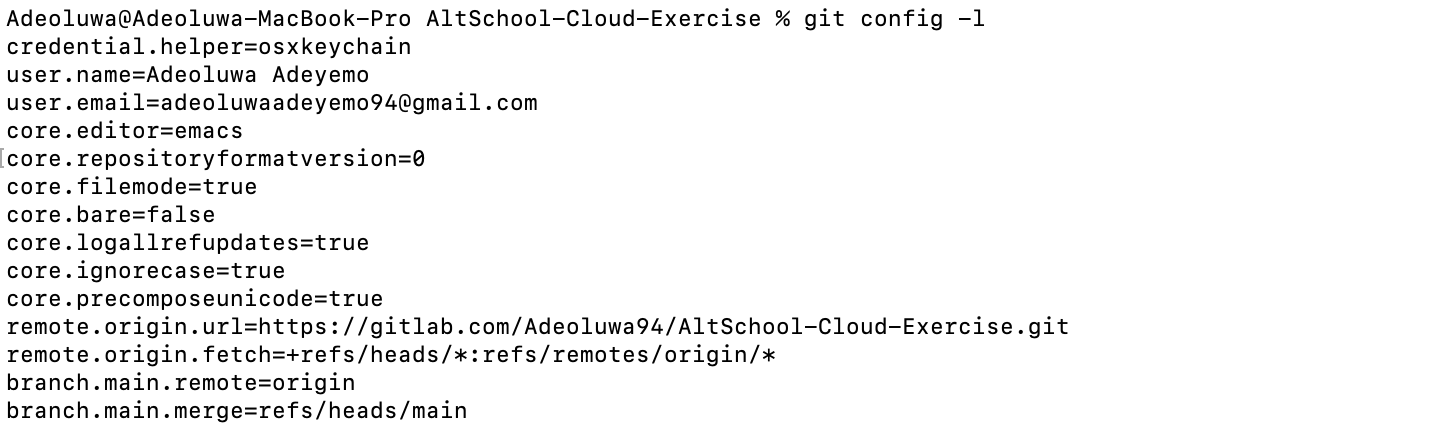 Adeoluwa@Adeoluwa-MacBook-Pro AltSchool-Cloud-Exercise % git config -l
credential.helper=osxkeychain
user.name=Adeoluwa Adeyemo
user.email=adeoluwaadeyemo94@gmail.com
core.editor=emacs
[core.repositoryformatversion=0
core.filemode=true
core.bare=false
core.logallrefupdates=true
core.ignorecase=true
core.precomposeunicode=true
remote.origin.url=https://gitlab.com/Adeoluwa94/AltSchool-Cloud-Exercise.git
remote.origin.fetch=+refs/heads/*:refs/remotes/origin/*
branch.main.remote=origin
branch.main.merge=refs/heads/main